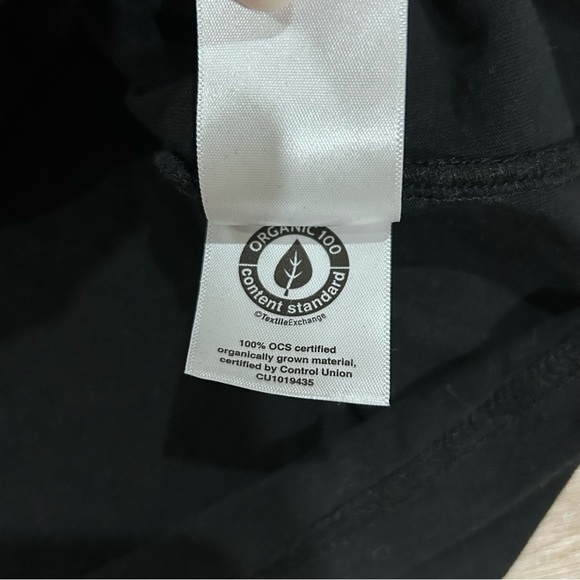 ORGANIC 100
content standard
©TextileExchange
100% OCS certified
organically grown material,
certified by Control Union
CU1019435